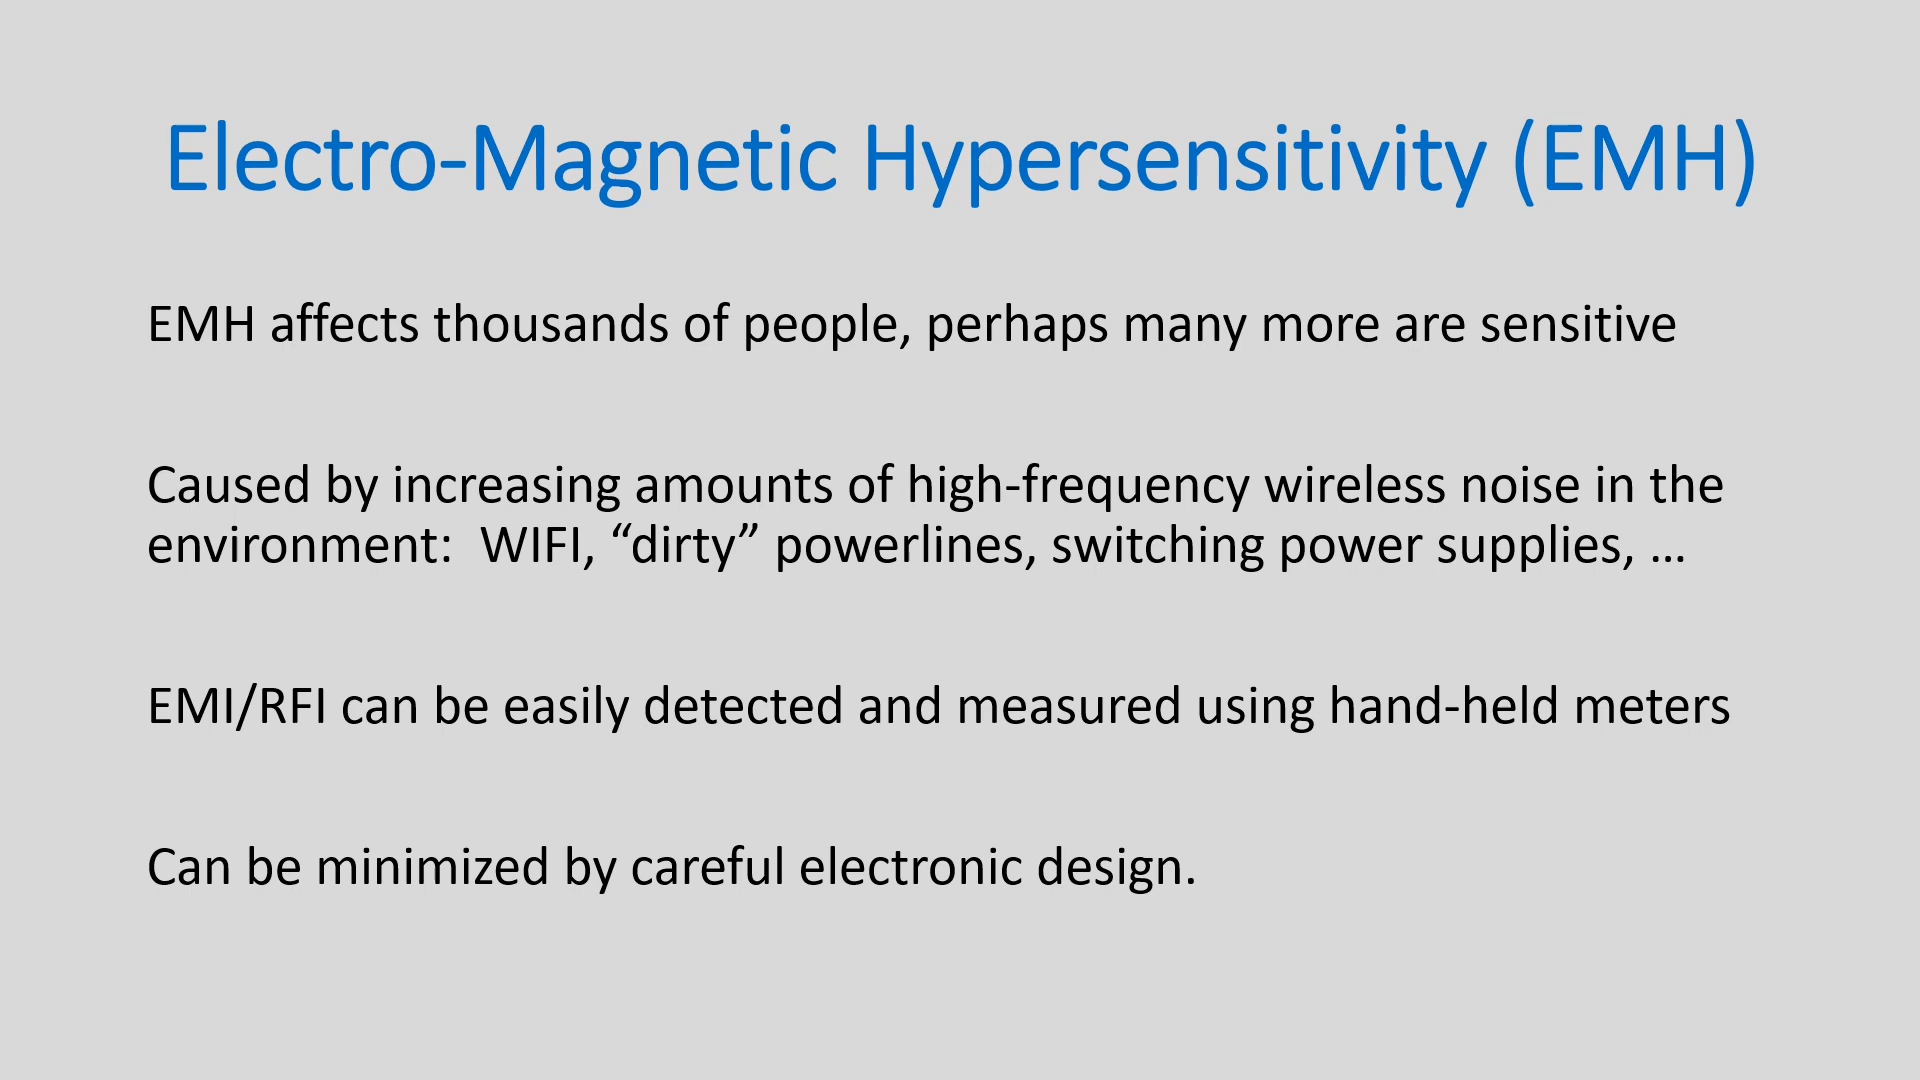 Electro-Magnetic Hypersensitivity (EMH)
EMH affects thousands of people, perhaps many more are sensitive
Caused by increasing amounts of high-frequency wireless noise in the
environment:  WIFI, “dirty” powerlines, switching power supplies, …
EMI/RFI can be easily detected and measured using hand-held meters
Can be minimized by careful electronic design.